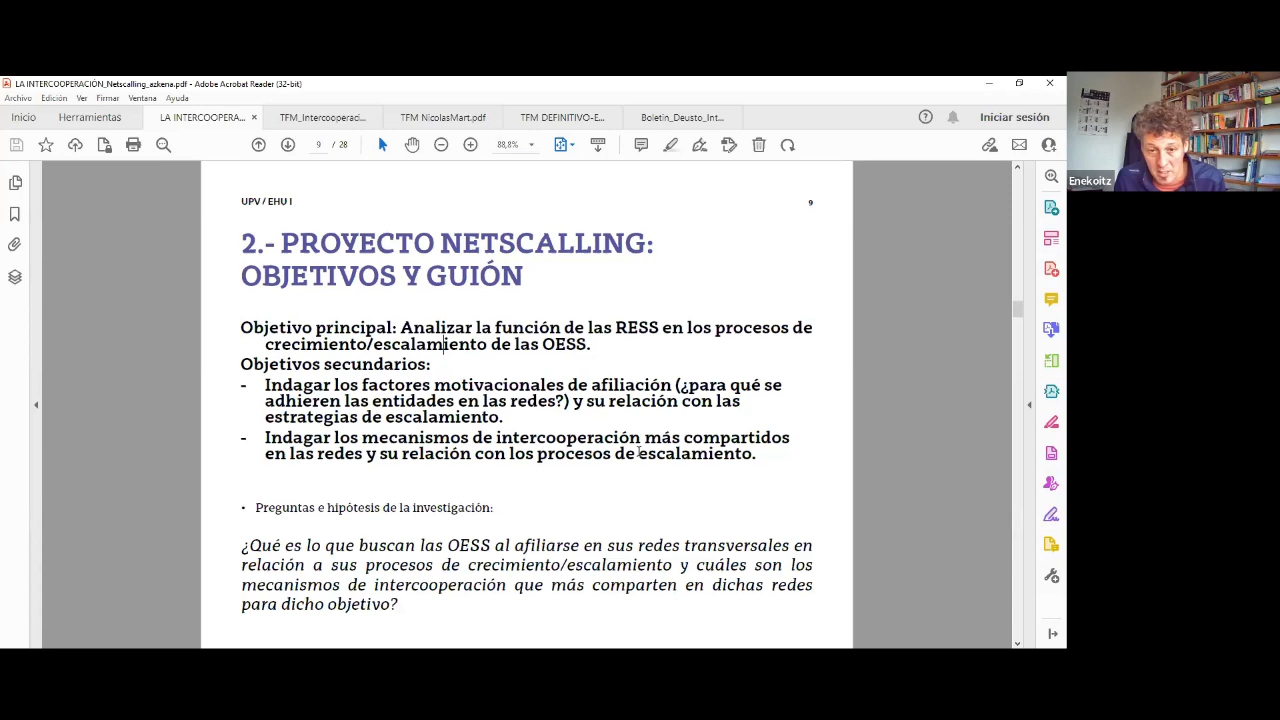 LA INTERCOOPERACIÓN_Netscalling_azkena.pdf - Adobe Acrobat Reader (32-bit)
Archivo Edición Ver Firmar Ventana Ayuda
Inicio Herramientas LA INTERCOOPERA... × TFM_Intercooperaci... TFM NicolasMart.pdf TFM DEFINITIVO-E... Boletin_Deusto_Int... Iniciar sesión
9 / 28 88,8%
Enekoitz
UPV / EHU I 9
2.- PROYECTO NETSCALLING:
OBJETIVOS Y GUIÓN
Objetivo principal: Analizar la función de las RESS en los procesos de
crecimiento/escalamiento de las OESS.
Objetivos secundarios:
- Indagar los factores motivacionales de afiliación (¿para qué se
adhieren las entidades en las redes?) y su relación con las
estrategias de escalamiento.
- Indagar los mecanismos de intercooperación más compartidos
en las redes y su relación con los procesos de escalamiento.
• Preguntas e hipótesis de la investigación:
¿Qué es lo que buscan las OESS al afiliarse en sus redes transversales en
relación a sus procesos de crecimiento/escalamiento y cuáles son los
mecanismos de intercooperación que más comparten en dichas redes
para dicho objetivo?